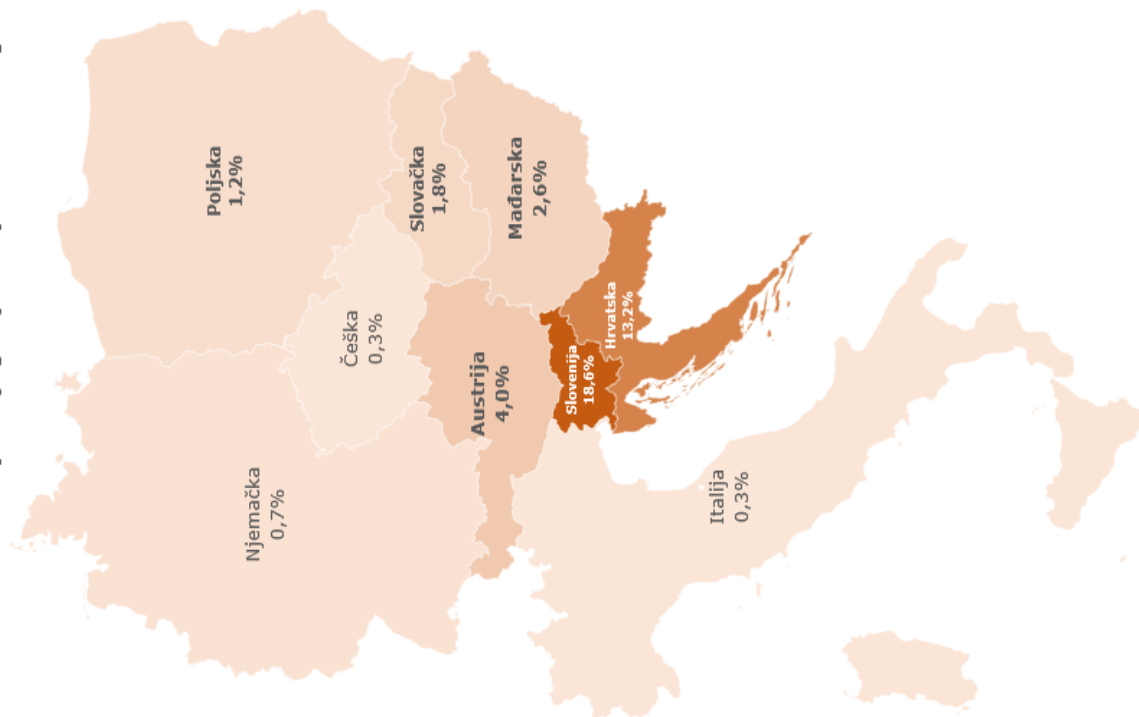 Poljska
1,2%
Slovačka
1,8%
Mađarska
2,6%
Češka
0,3%
Hrvatska
13,2%
Slovenija
18,6%
Austrija
4,0%
Njemačka
0,7%
Italija
0,3%